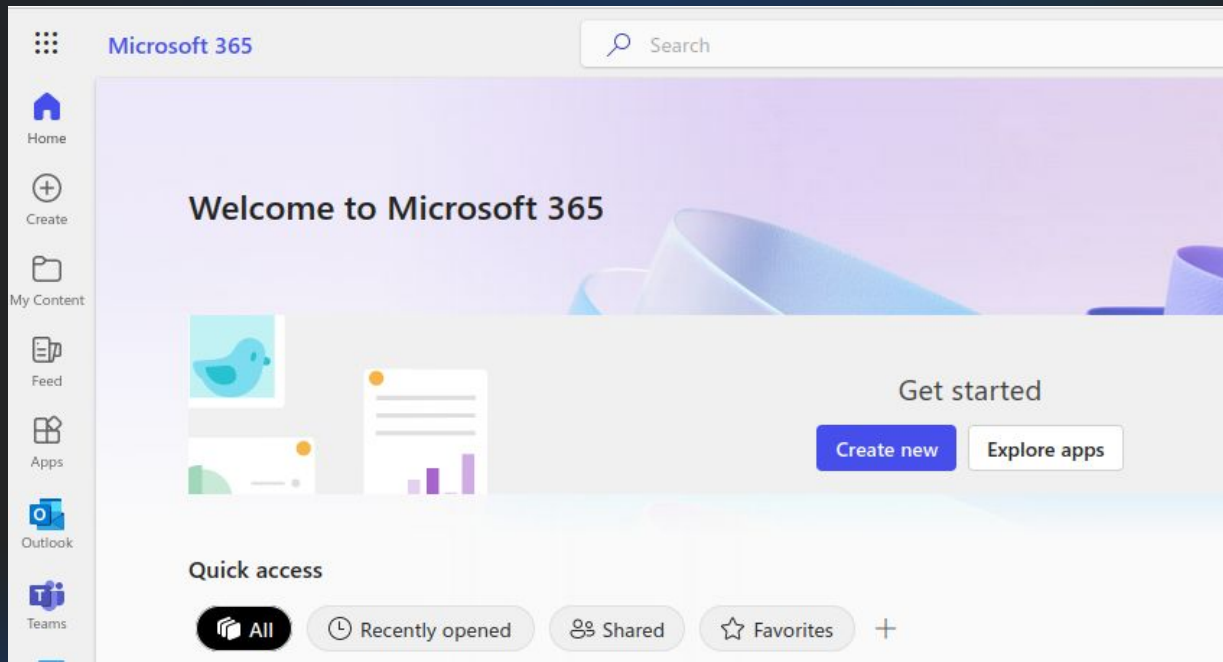 Microsoft 365
Search
Home
Create
My Content
Feed
Apps
Outlook
Teams
Welcome to Microsoft 365
Get started
Create new
Explore apps
Quick access
All
Recently opened
Shared
Favorites